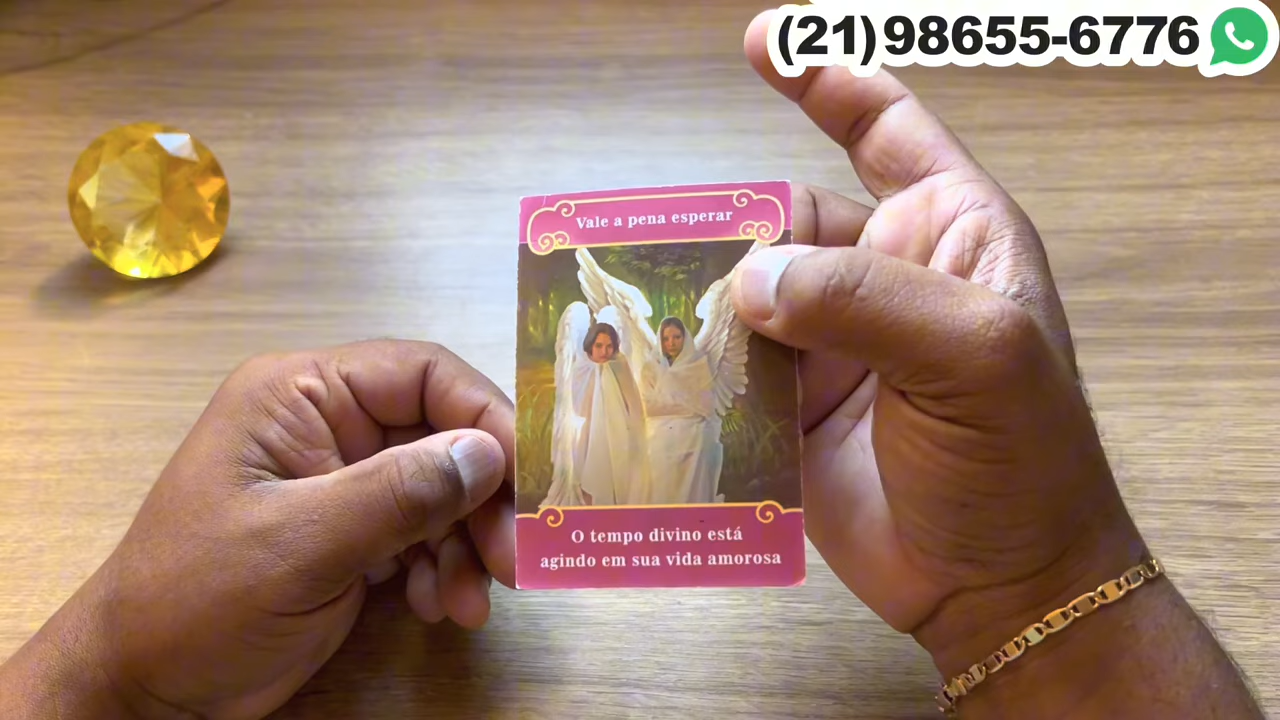 (21)98655-6776
Vale a pena esperar
O tempo divino está
agindo em sua vida amorosa